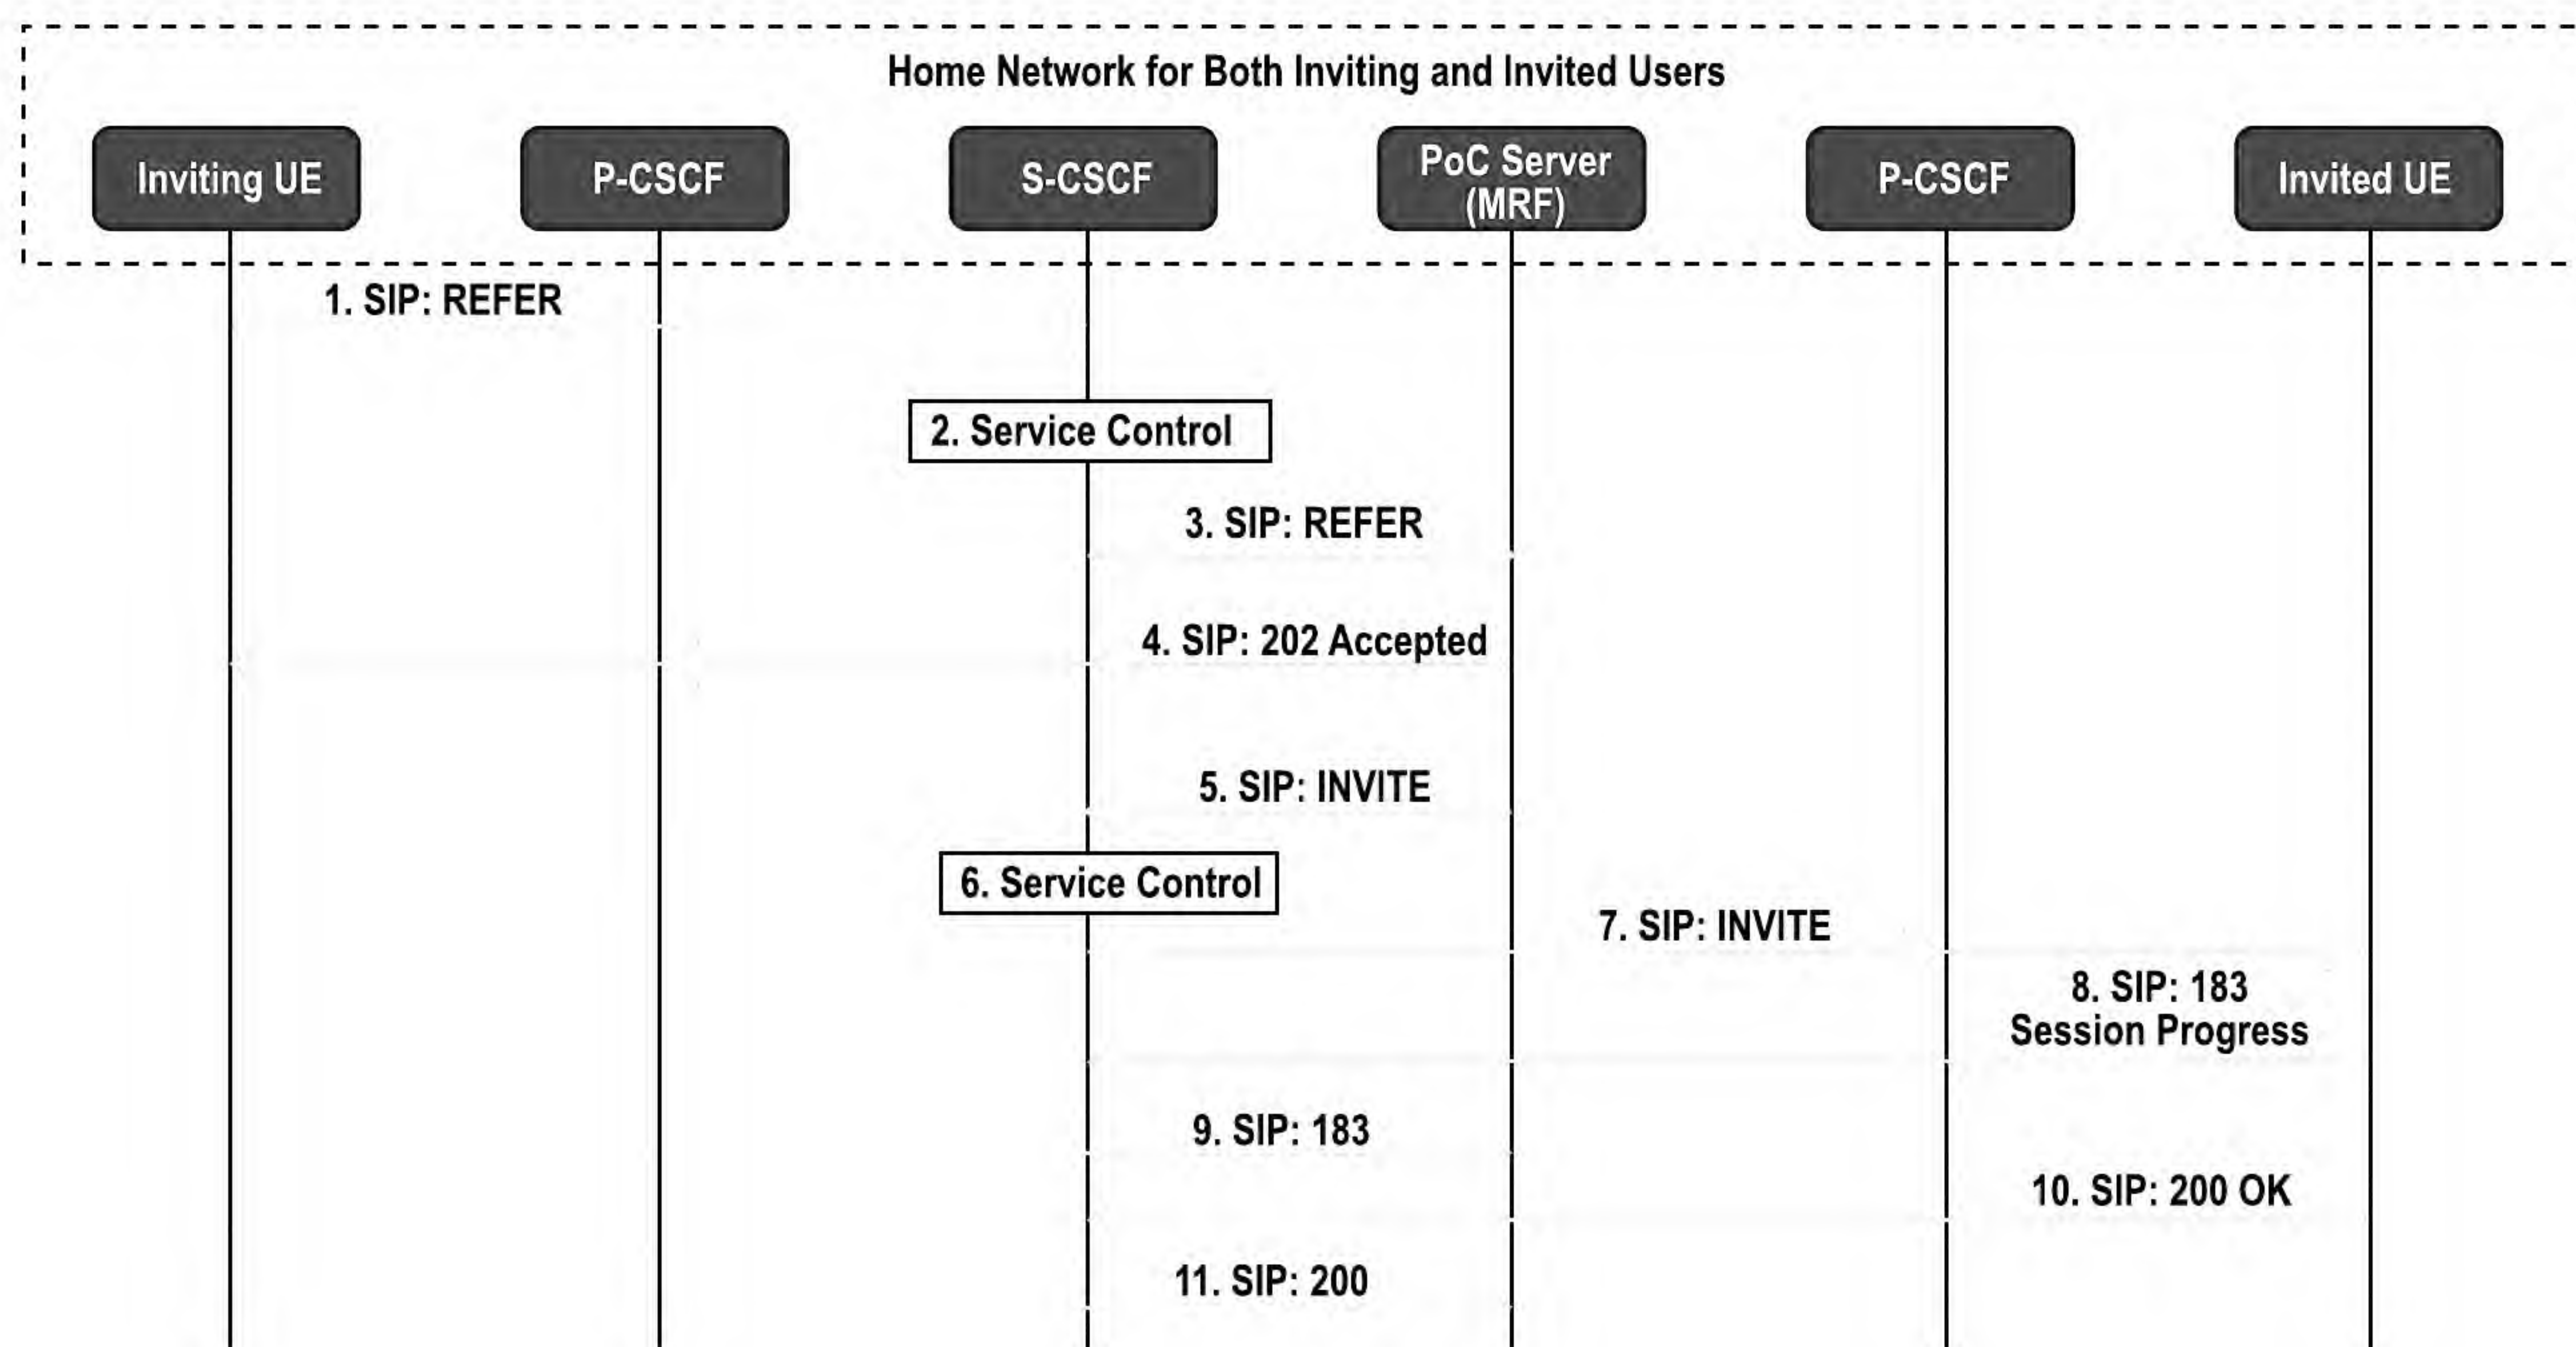 Home Network for Both Inviting and Invited Users
Inviting UE
P-CSCF
S-CSCF
PoC Server
(MRF)
P-CSCF
Invited UE
1. SIP: REFER
2. Service Control
3. SIP: REFER
4. SIP: 202 Accepted
5. SIP: INVITE
6. Service Control
7. SIP: INVITE
8. SIP: 183
Session Progress
9. SIP: 183
10. SIP: 200 OK
11. SIP: 200